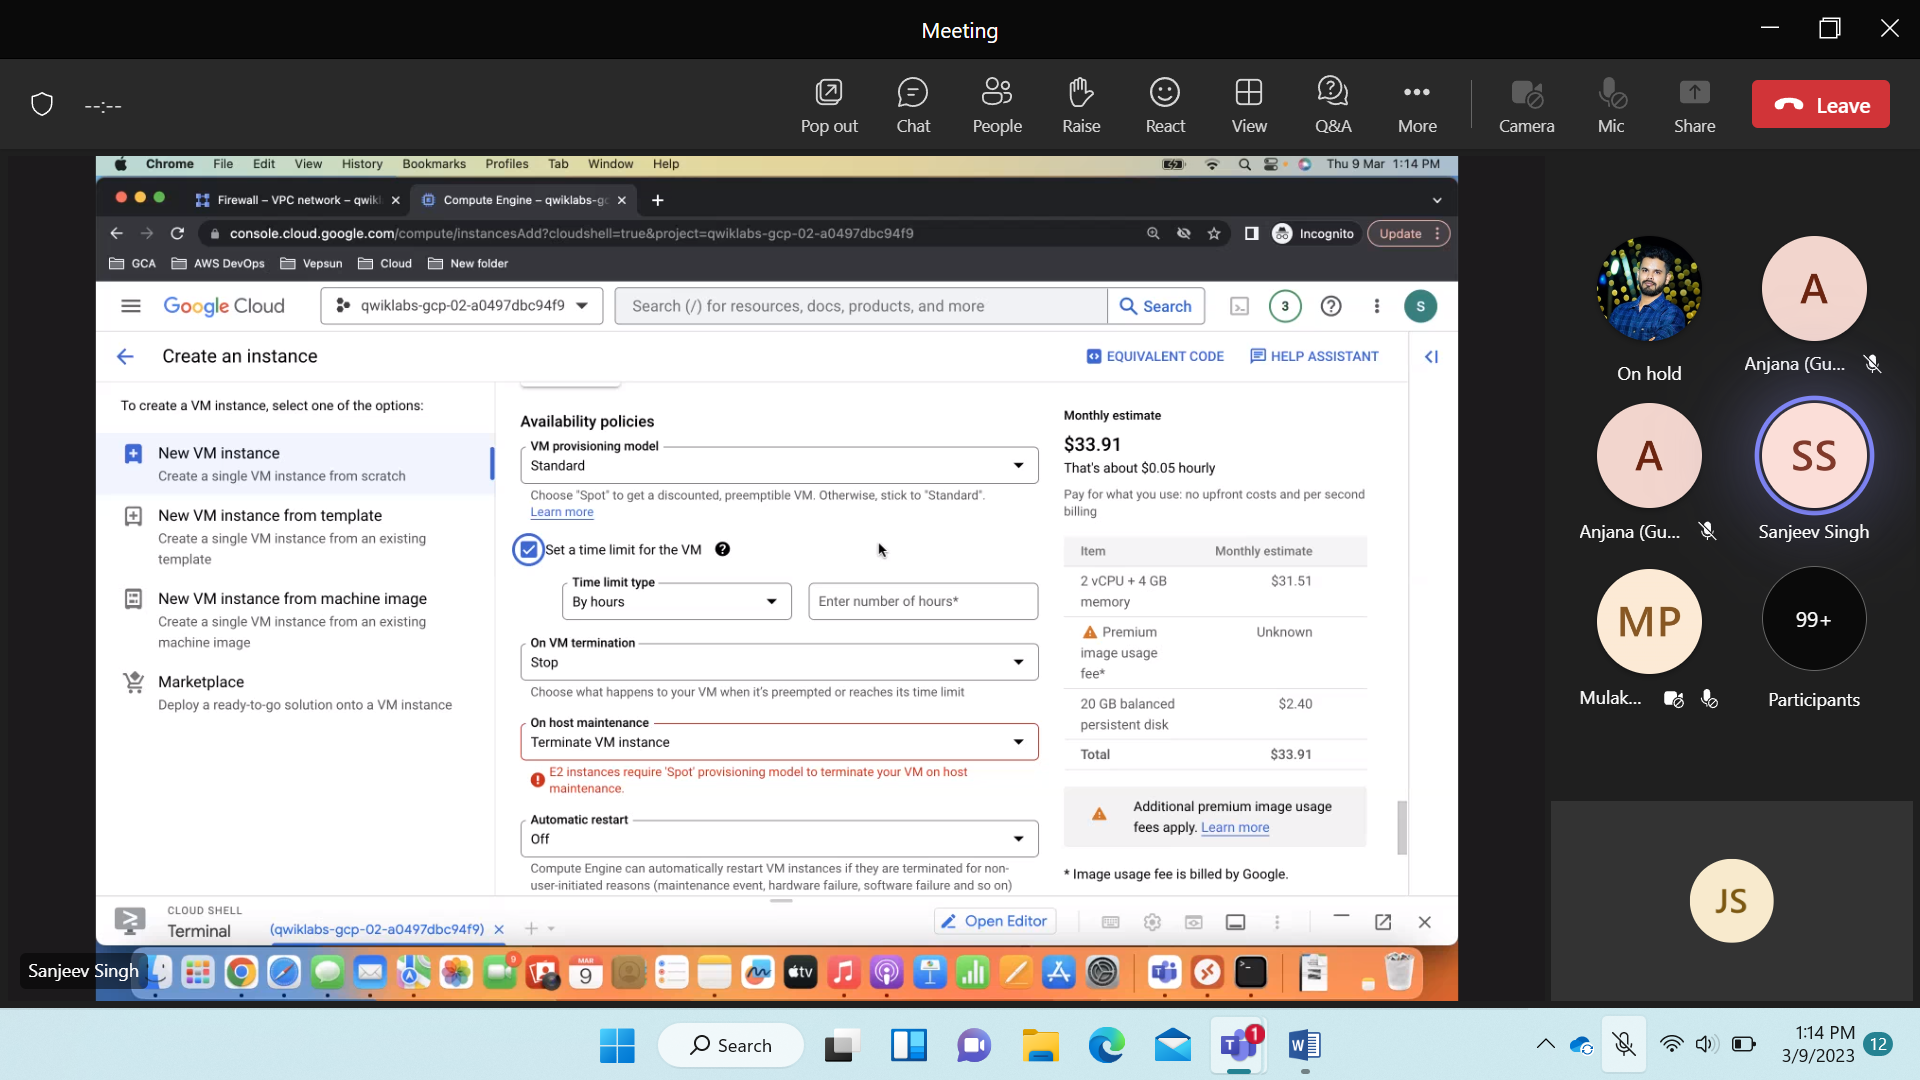 Meeting
--:--
Pop out
Chat
People
Raise
React
View
Q&A
More
Camera
Mic
Share
Leave
Chrome File Edit View History Bookmarks Profiles Tab Window Help
Thu 9 Mar 1:14 PM
Firewall – VPC network – qwikl
Compute Engine – qwiklabs-gc
console.cloud.google.com/compute/instancesAdd?cloudshell=true&project=qwiklabs-gcp-02-a0497dbc94f9
Incognito
Update
GCA
AWS DevOps
Vepsun
Cloud
New folder
Google Cloud
qwiklabs-gcp-02-a0497dbc94f9
Search (/) for resources, docs, products, and more
Search
3
S
Create an instance
EQUIVALENT CODE
HELP ASSISTANT
To create a VM instance, select one of the options:
New VM instance
Create a single VM instance from scratch
New VM instance from template
Create a single VM instance from an existing
template
New VM instance from machine image
Create a single VM instance from an existing
machine image
Marketplace
Deploy a ready-to-go solution onto a VM instance
Availability policies
VM provisioning model
Standard
Choose "Spot" to get a discounted, preemptible VM. Otherwise, stick to "Standard".
Learn more
Set a time limit for the VM
Time limit type
By hours
Enter number of hours*
On VM termination
Stop
Choose what happens to your VM when it's preempted or reaches its time limit
On host maintenance
Terminate VM instance
E2 instances require 'Spot' provisioning model to terminate your VM on host
maintenance.
Automatic restart
Off
Compute Engine can automatically restart VM instances if they are terminated for non-
user-initiated reasons (maintenance event, hardware failure, software failure and so on)
Monthly estimate
$33.91
That's about $0.05 hourly
Pay for what you use: no upfront costs and per second
billing
Item Monthly estimate
2 vCPU + 4 GB $31.51
memory
Premium Unknown
image usage
fee*
20 GB balanced $2.40
persistent disk
Total $33.91
Additional premium image usage
fees apply. Learn more
* Image usage fee is billed by Google.
CLOUD SHELL
Terminal
(qwiklabs-gcp-02-a0497dbc94f9)
Open Editor
Sanjeev Singh
9
MAR
9
tv
On hold
A
Anjana (Gu...
A
Anjana (Gu...
SS
Sanjeev Singh
MP
Mulak...
99+
Participants
JS
Search
1
1:14 PM
3/9/2023
12